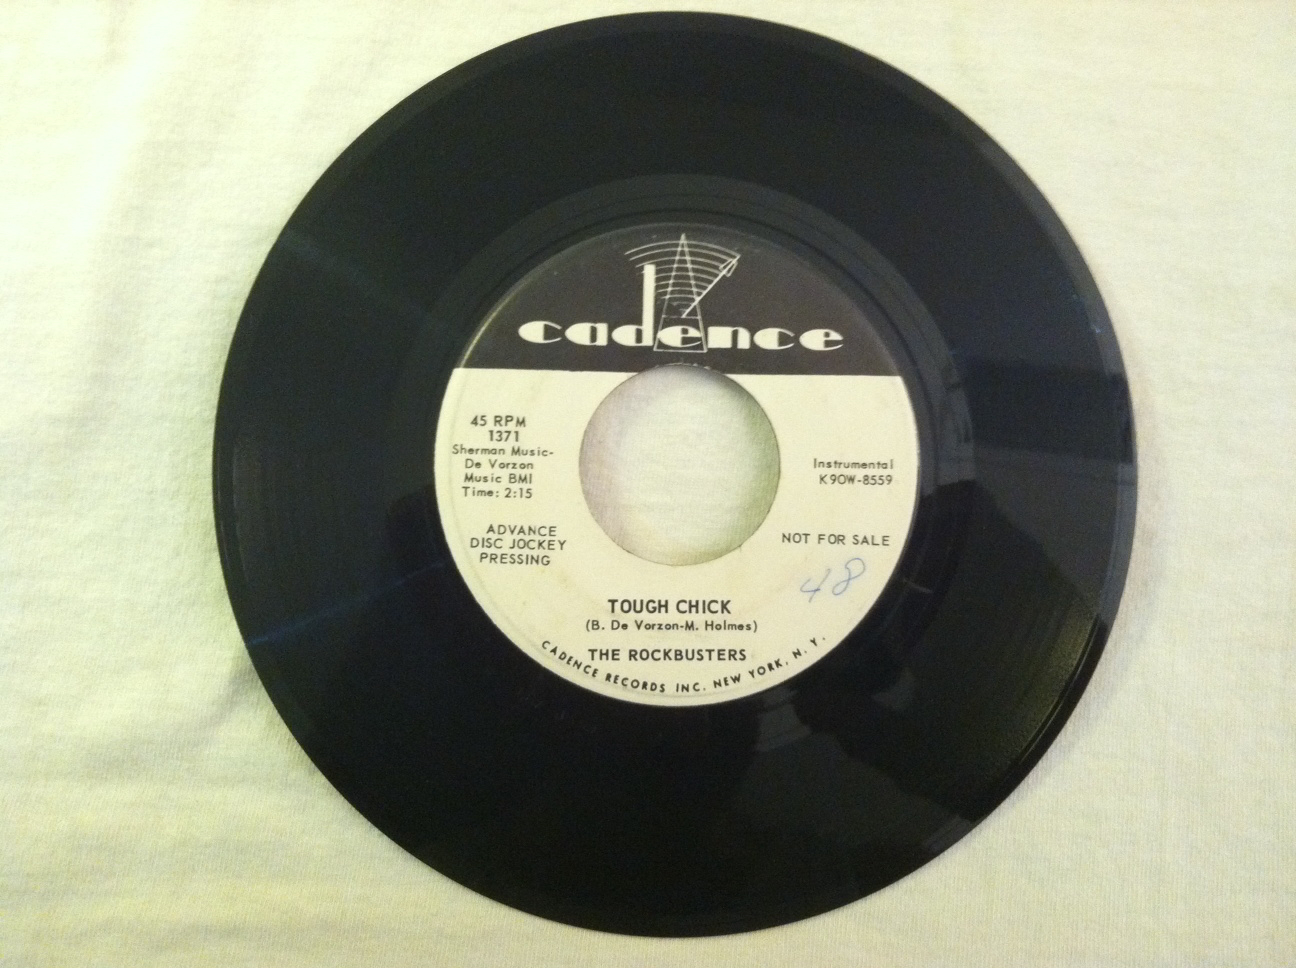 cadence
45 RPM
1371
Sherman Music-
De Vorzon
Music BMI
Time: 2:15
Instrumental
K9OW-8559
ADVANCE
DISC JOCKEY
PRESSING
NOT FOR SALE
48
TOUGH CHICK
(B. De Vorzon-M. Holmes)
THE ROCKBUSTERS
CADENCE RECORDS INC. NEW YORK, N. Y.